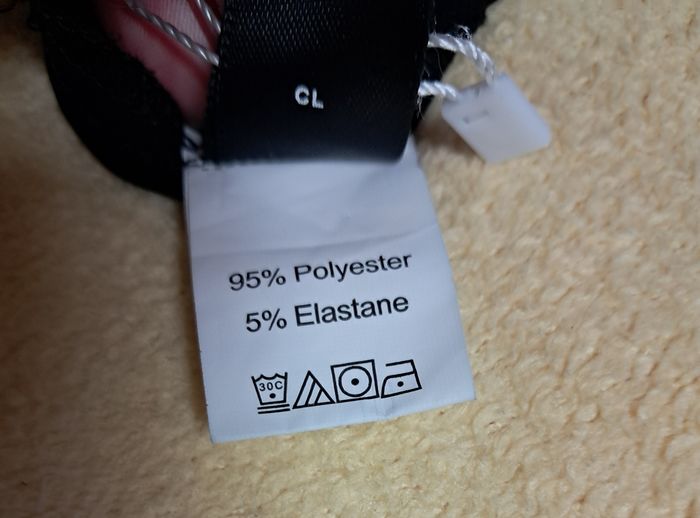 CL
95% Polyester
5% Elastane
30C